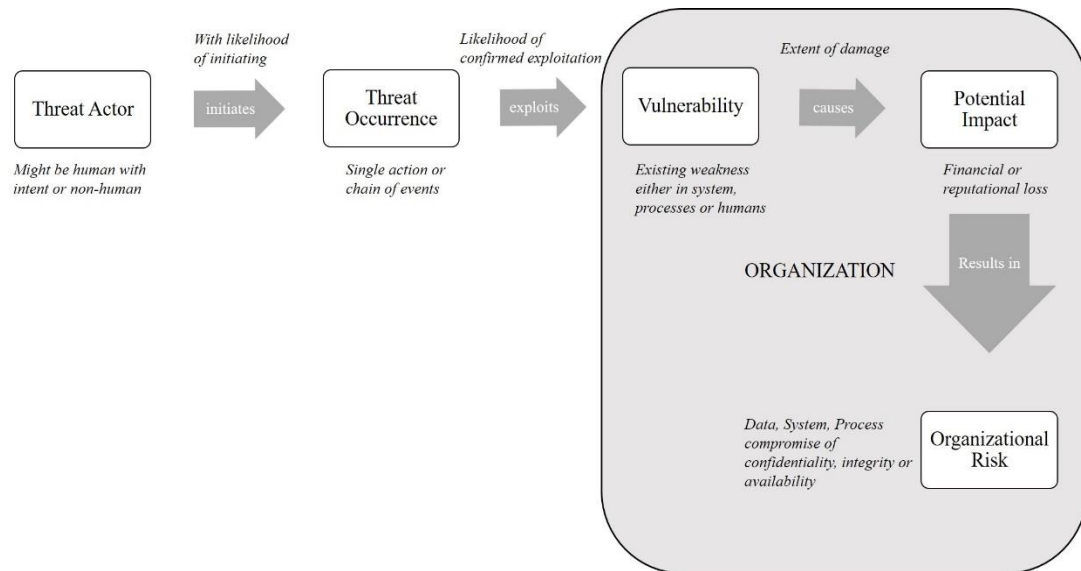 With likelihood
of initiating
Likelihood of
confirmed exploitation
Extent of damage
Threat Actor
initiates
Threat
Occurrence
exploits
Vulnerability
causes
Potential
Impact
Might be human with
intent or non-human
Single action or
chain of events
Existing weakness
either in system,
processes or humans
Financial or
reputational loss
ORGANIZATION
Results in
Data, System, Process
compromise of
confidentiality, integrity or
availability
Organizational
Risk